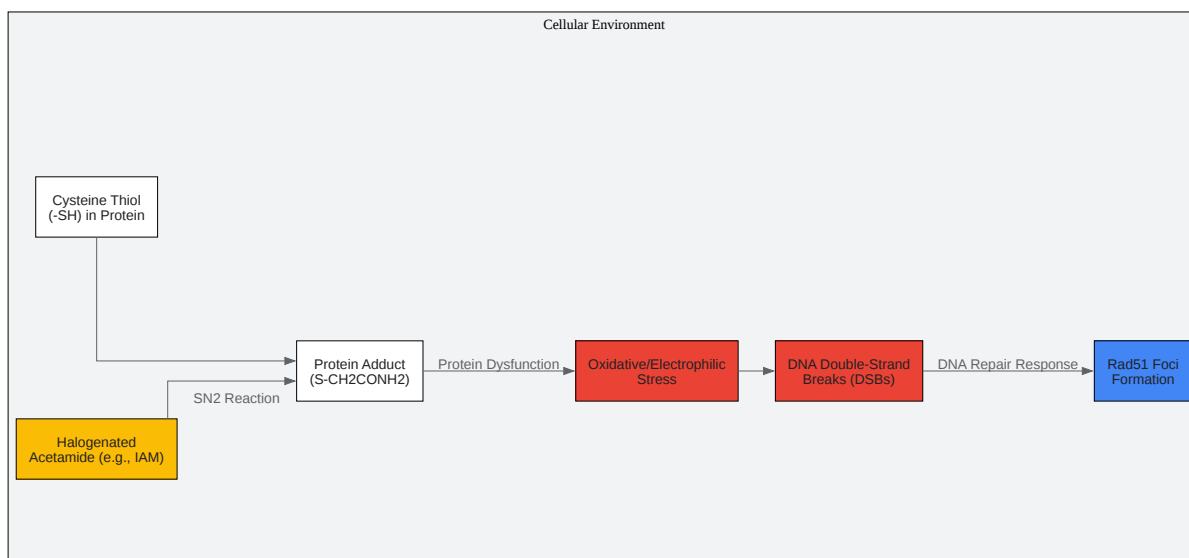 Cellular Environment
Cysteine Thiol
(-SH) in Protein
Halogenated
Acetamide (e.g., IAM)
SN2 Reaction
Protein Adduct
(S-CH2CONH2)
Protein Dysfunction
Oxidative/Electrophilic
Stress
DNA Double-Strand
Breaks (DSBs)
DNA Repair Response
Rad51 Foci
Formation